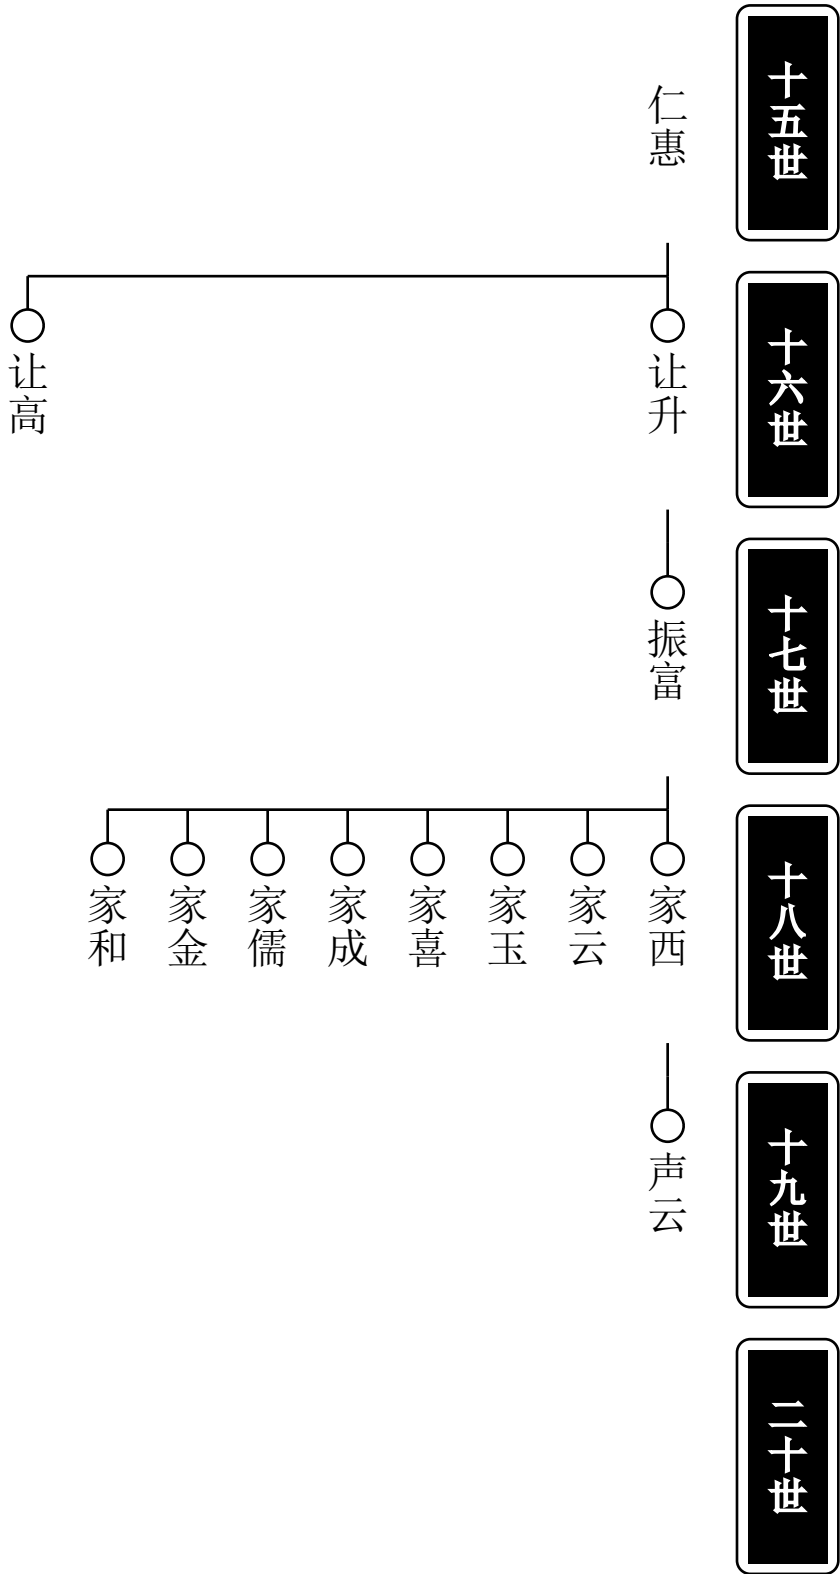 十五世
仁惠
十六世
让升
让高
十七世
振富
十八世
家西
家云
家玉
家喜
家成
家儒
家金
家和
十九世
声云
二十世